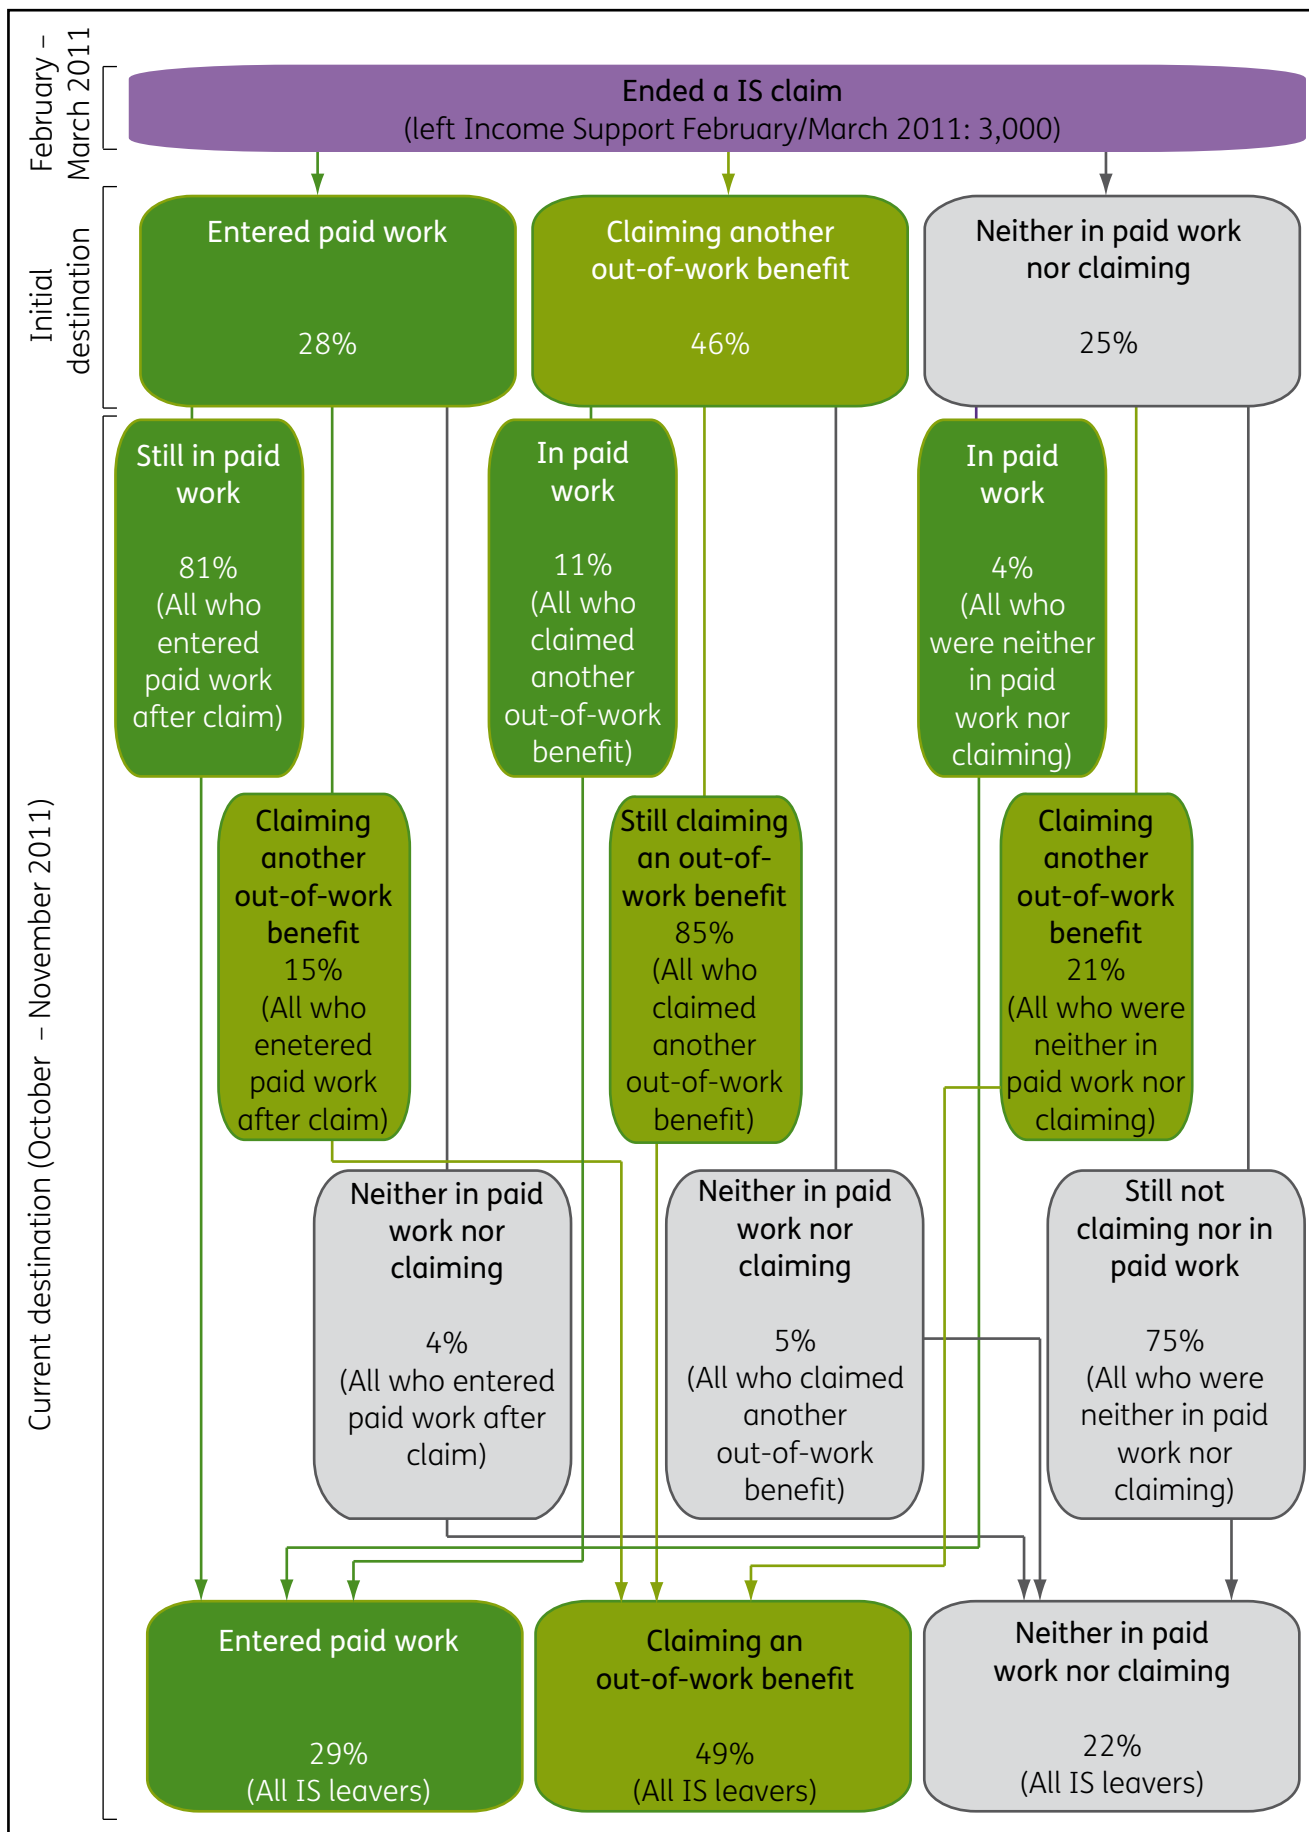 February –
March 2011
Ended a IS claim
(left Income Support February/March 2011: 3,000)
Initial
destination
Entered paid work
28%
Claiming another
out-of-work benefit
46%
Neither in paid work
nor claiming
25%
Current destination (October – November 2011)
Still in paid
work
81%
(All who
entered
paid work
after claim)
In paid
work
11%
(All who
claimed
another
out-of-work
benefit)
In paid
work
4%
(All who
were neither
in paid
work nor
claiming)
Claiming
another
out-of-work
benefit
15%
(All who
enetered
paid work
after claim)
Still claiming
an out-of-
work benefit
85%
(All who
claimed
another
out-of-work
benefit)
Claiming
another
out-of-work
benefit
21%
(All who were
neither in
paid work nor
claiming)
Neither in paid
work nor
claiming
4%
(All who entered
paid work after
claim)
Neither in paid
work nor
claiming
5%
(All who claimed
another
out-of-work
benefit)
Still not
claiming nor in
paid work
75%
(All who were
neither in paid
work nor
claiming)
Entered paid work
29%
(All IS leavers)
Claiming an
out-of-work benefit
49%
(All IS leavers)
Neither in paid
work nor claiming
22%
(All IS leavers)